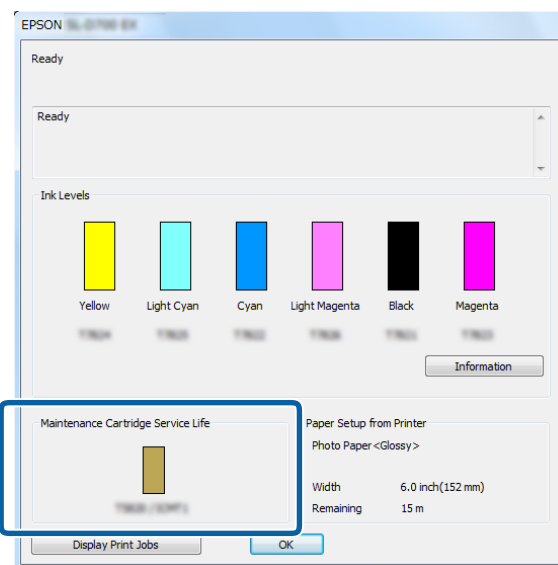 EPSON
Ready
Ready
Ink Levels
Yellow Light Cyan Cyan Light Magenta Black Magenta
Information
Maintenance Cartridge Service Life
Paper Setup from Printer
Photo Paper<Glossy>
Width 6.0 inch(152 mm)
Remaining 15 m
Display Print Jobs OK